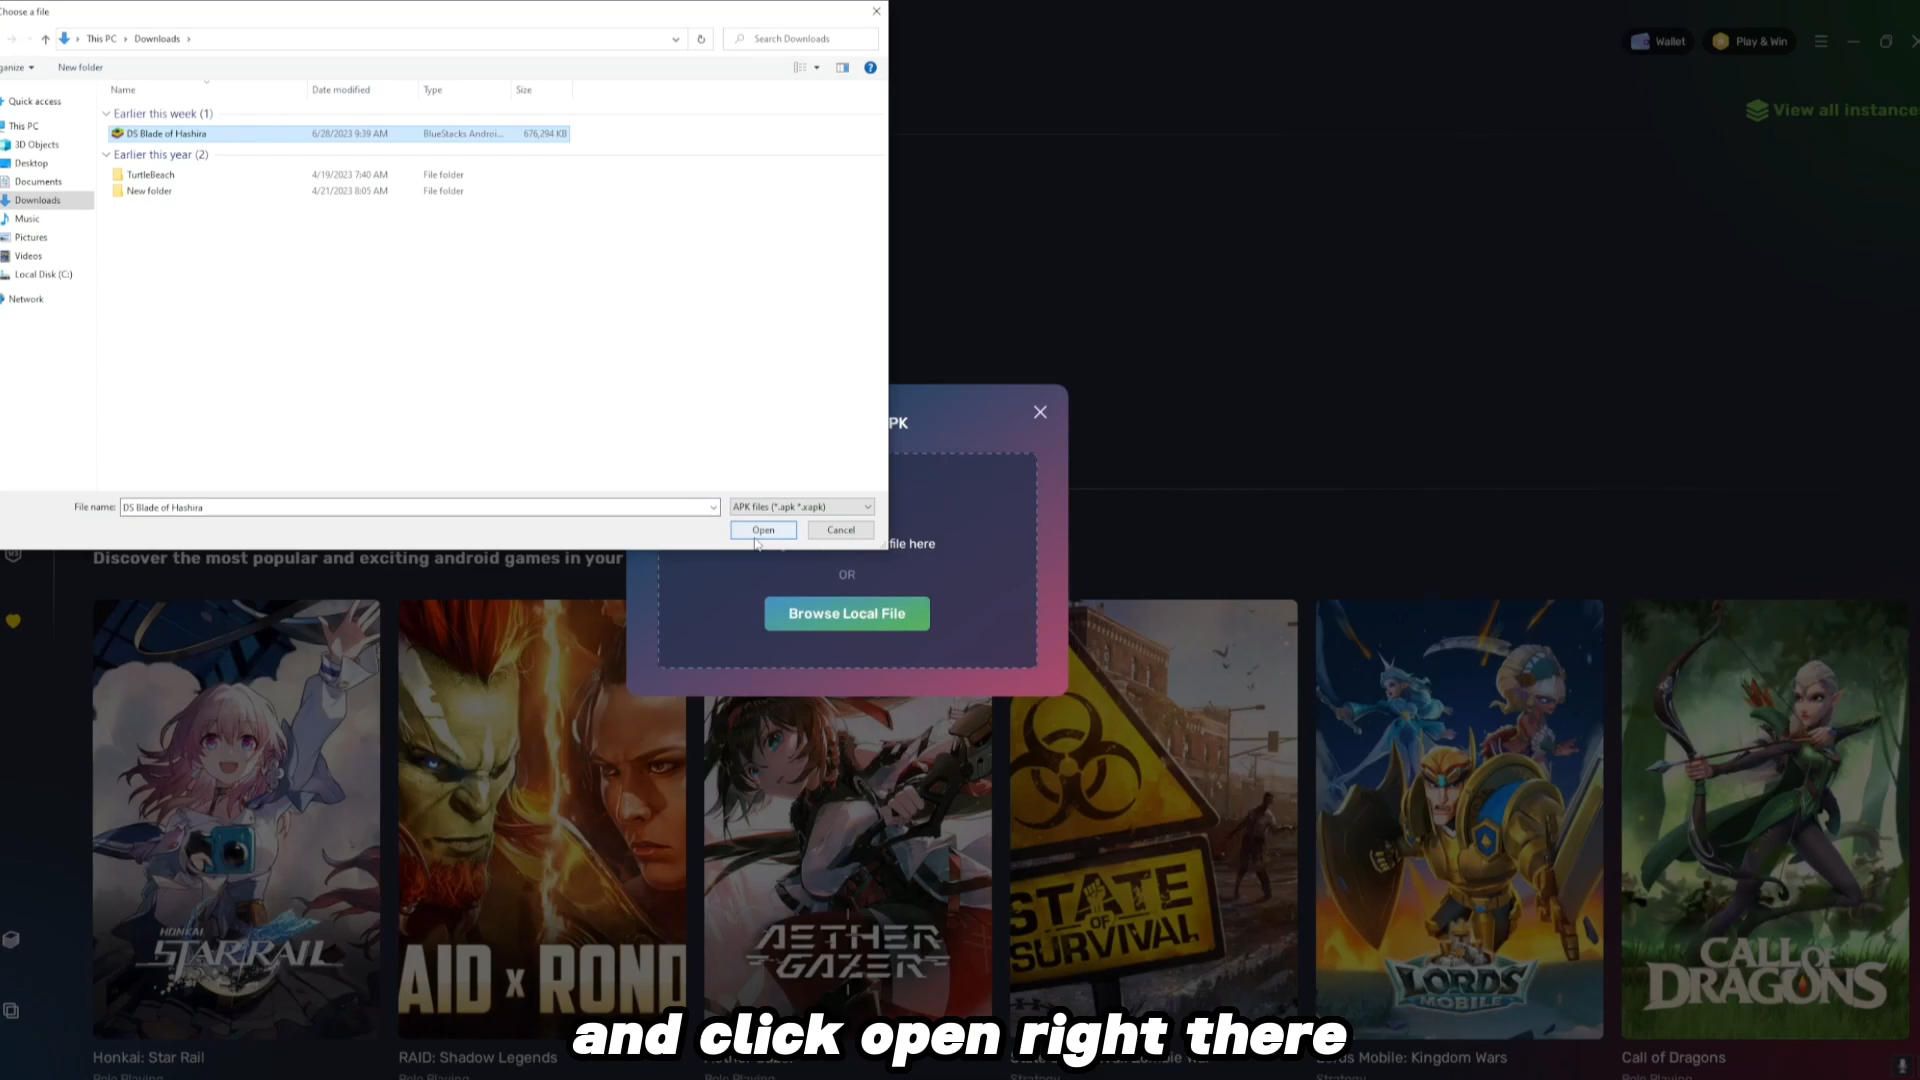 Choose a file
This PC > Downloads >
Search Downloads
Wallet
Play & Win
New folder
Name
Date modified
Type
Size
View all instance
Quick access
Earlier this week (1)
This PC
DS Blade of Hashira
6/28/2023 9:39 AM
BlueStacks Androi...
676,294 KB
3D Objects
Earlier this year (2)
Desktop
TurtleBeach
4/19/2023 7:40 AM
File folder
Documents
New folder
4/21/2023 8:05 AM
File folder
Downloads
Music
Pictures
Videos
Local Disk (C:)
Network
PK
File name:
DS Blade of Hashira
APK files (*.apk *.xapk)
Open
Cancel
file here
Discover the most popular and exciting android games in your
OR
Browse Local File
HONKAI
STARRAIL
AID x ROND
AETHER
GAZER
STATE
OF
SURVIVAL
LORDS
MOBILE
CALL OF
DRAGONS
and click open right there
Honkai: Star Rail
RAID: Shadow Legends
Mobile: Kingdom Wars
Call of Dragons
Role Playing
Role Playing
Role Playing
Strategy
Strategy
Role Playing